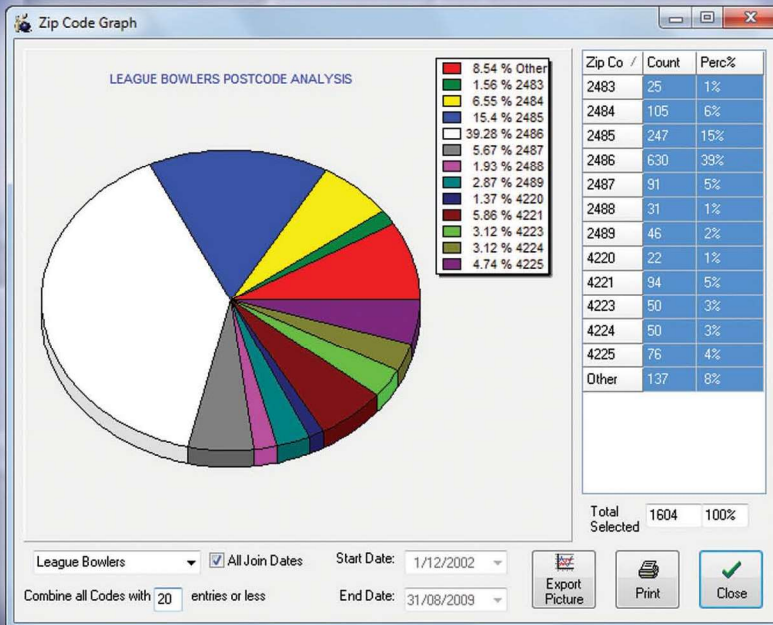 Zip Code Graph
LEAGUE BOWLERS POSTCODE ANALYSIS
8.54 % Other
1.56 % 2483
6.55 % 2484
15.4 % 2485
39.28 % 2486
5.67 % 2487
1.93 % 2488
2.87 % 2489
1.37 % 4220
5.86 % 4221
3.12 % 4223
3.12 % 4224
4.74 % 4225
Zip Co / Count Perc%
2483 25 1%
2484 105 6%
2485 247 15%
2486 630 39%
2487 91 5%
2488 31 1%
2489 46 2%
4220 22 1%
4221 94 5%
4223 50 3%
4224 50 3%
4225 76 4%
Other 137 8%
Total Selected 1604 100%
League Bowlers All Join Dates Start Date: 1/12/2002
Combine all Codes with 20 entries or less End Date: 31/08/2009
Export Picture
Print
Close